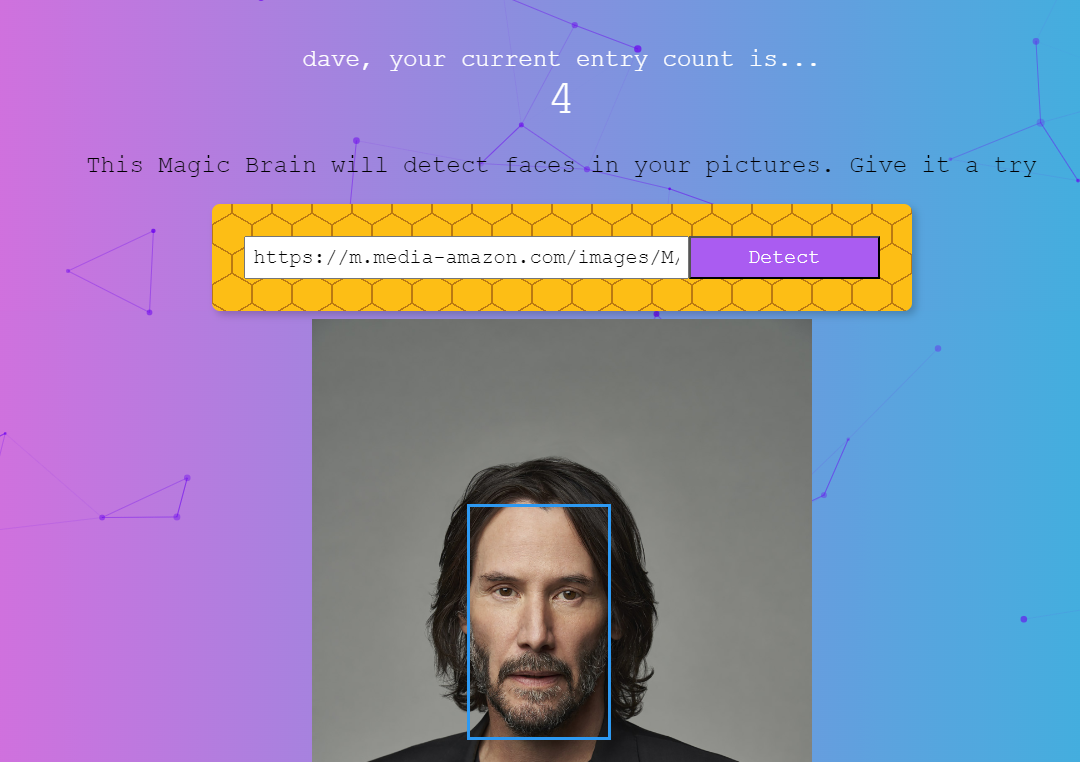 dave, your current entry count is...
4
This Magic Brain will detect faces in your pictures. Give it a try
https://m.media-amazon.com/images/M/
Detect